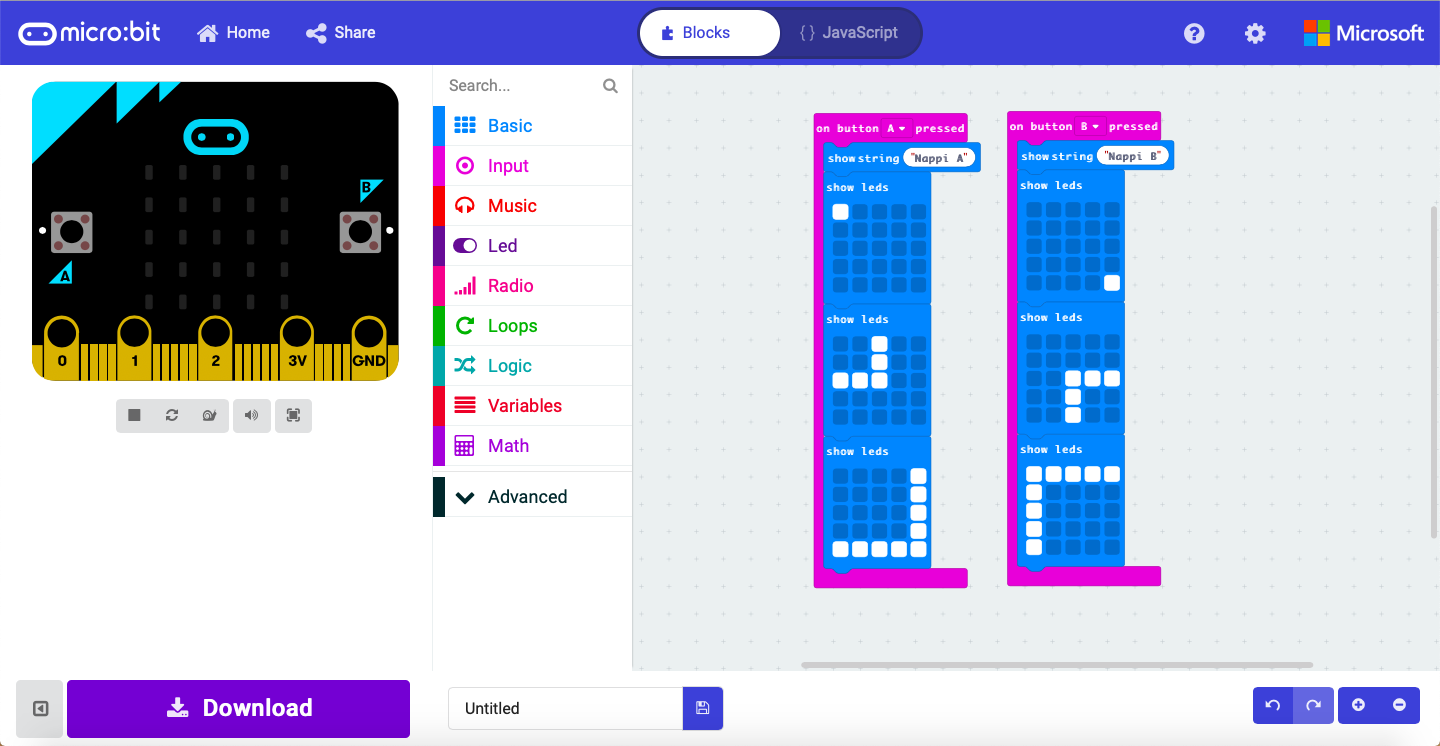 micro:bit
Home
Share
Blocks
{ } JavaScript
?
Microsoft
B
A
0
1
2
3V
GND
Search...
Basic
Input
Music
Led
Radio
Loops
Logic
Variables
Math
Advanced
on button A pressed
show string "Nappi A"
show leds
show leds
show leds
on button B pressed
show string "Nappi B"
show leds
show leds
show leds
Download
Untitled